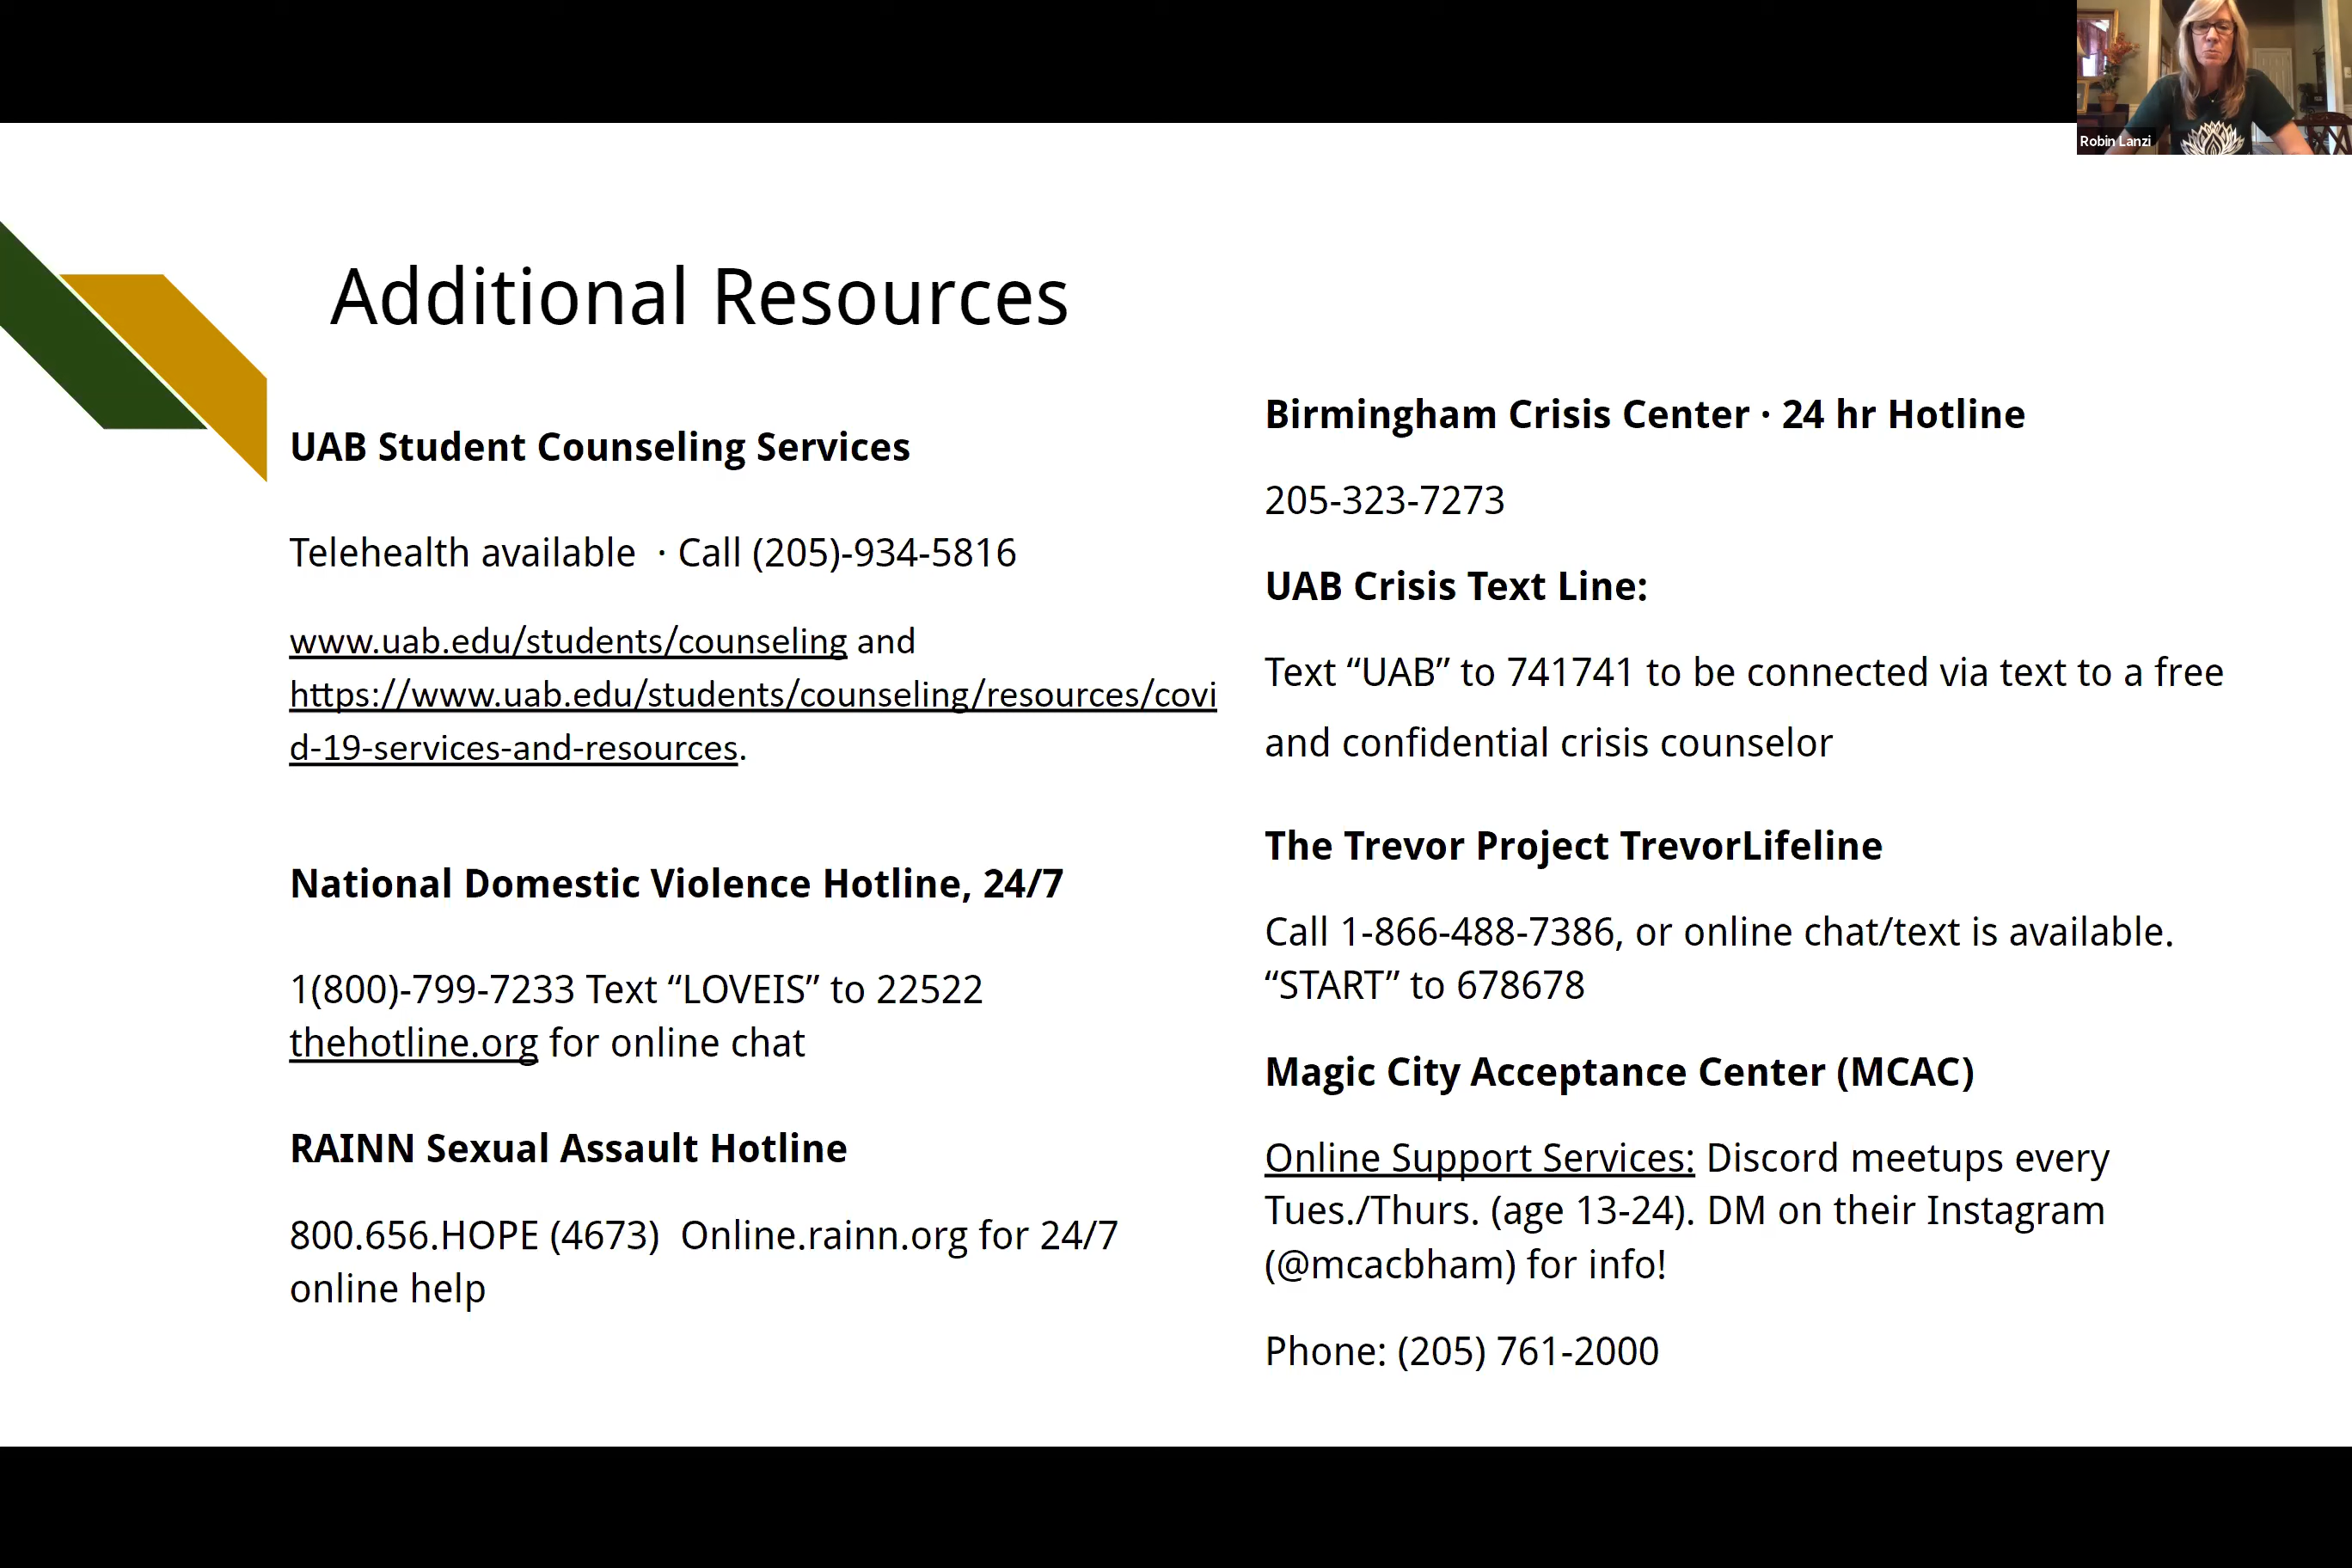 Robin Lanzi
Additional Resources
UAB Student Counseling Services
Telehealth available · Call (205)-934-5816
www.uab.edu/students/counseling and
https://www.uab.edu/students/counseling/resources/covi
d-19-services-and-resources.
National Domestic Violence Hotline, 24/7
1(800)-799-7233 Text “LOVEIS” to 22522
thehotline.org for online chat
RAINN Sexual Assault Hotline
800.656.HOPE (4673) Online.rainn.org for 24/7
online help
Birmingham Crisis Center · 24 hr Hotline
205-323-7273
UAB Crisis Text Line:
Text “UAB” to 741741 to be connected via text to a free
and confidential crisis counselor
The Trevor Project TrevorLifeline
Call 1-866-488-7386, or online chat/text is available.
“START” to 678678
Magic City Acceptance Center (MCAC)
Online Support Services: Discord meetups every
Tues./Thurs. (age 13-24). DM on their Instagram
(@mcacbham) for info!
Phone: (205) 761-2000